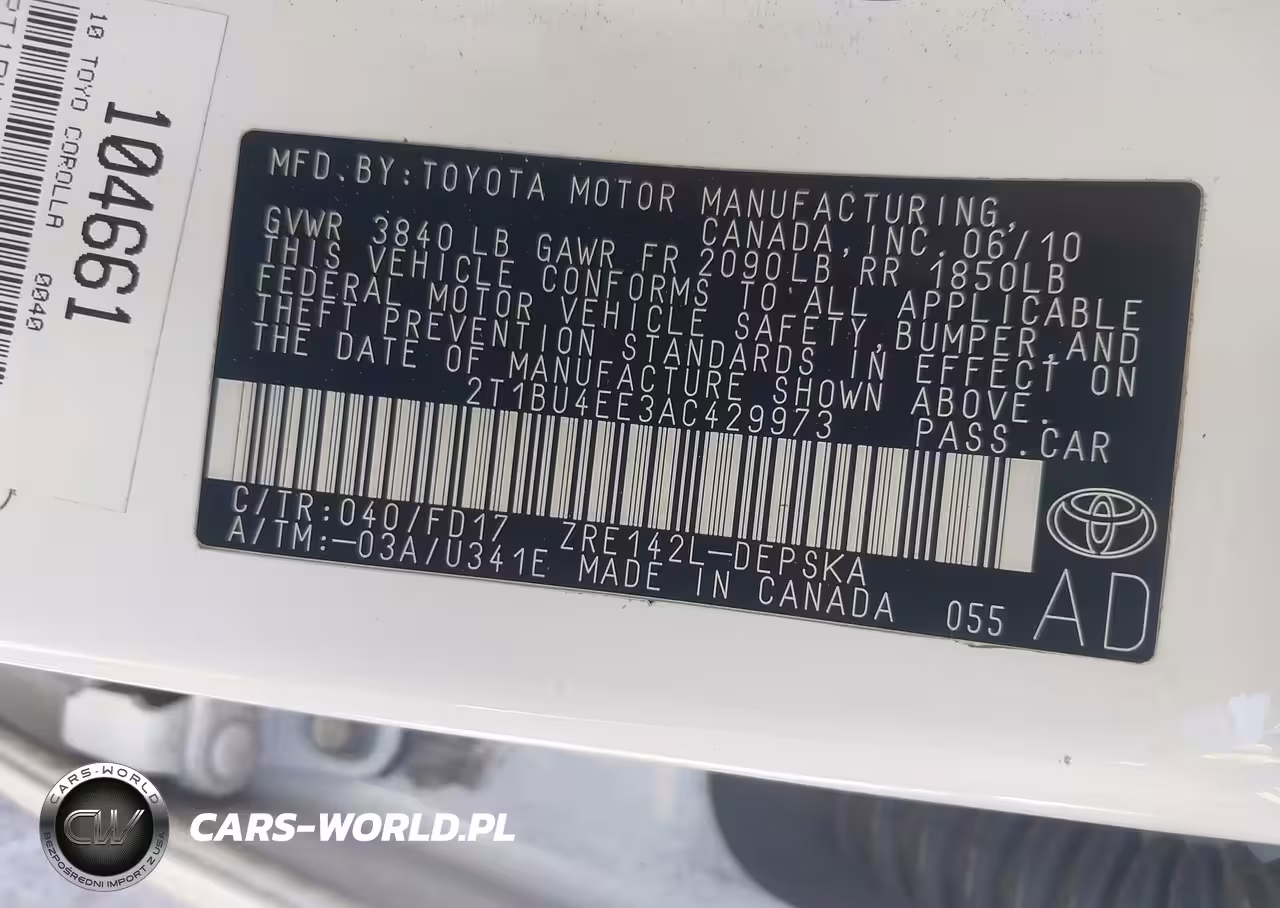 10 TOYO COROLLA 0040
104661
MFD.BY:TOYOTA MOTOR MANUFACTURING,
CANADA,INC.06/10
GVWR 3840LB GAWR FR 2090LB RR 1850LB
THIS VEHICLE CONFORMS TO ALL APPLICABLE
FEDERAL MOTOR VEHICLE SAFETY,BUMPER,AND
THEFT PREVENTION STANDARDS IN EFFECT ON
THE DATE OF MANUFACTURE SHOWN ABOVE.
2T1BU4EE3AC429973 PASS.CAR
C/TR:040/FD17 ZRE142L-DEPSKA
A/TM:-03A/U341E MADE IN CANADA 055 AD
CARS-WORLD
CW
BEZPOŚREDNI IMPORT Z USA
CARS-WORLD.PL